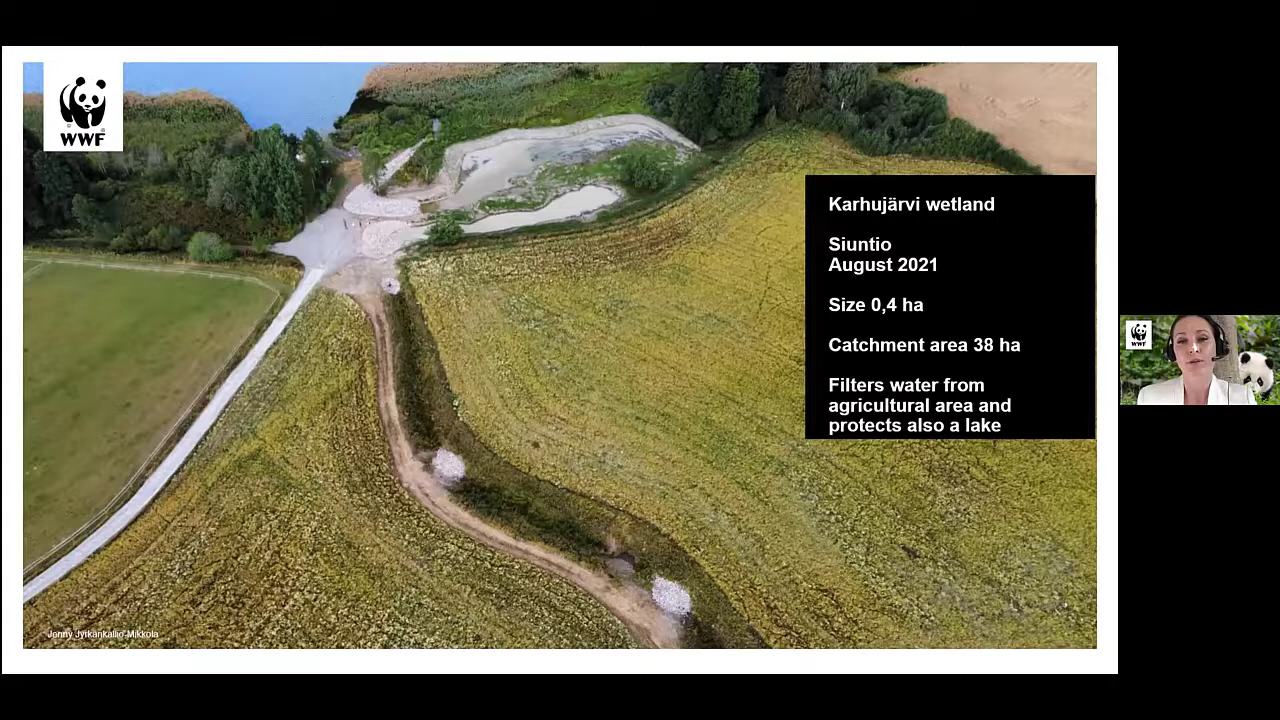 WWF
Karhujärvi wetland
Siuntio
August 2021
Size 0,4 ha
Catchment area 38 ha
Filters water from
agricultural area and
protects also a lake
WWF
Jonny Jyrkänkallio-Mikkola